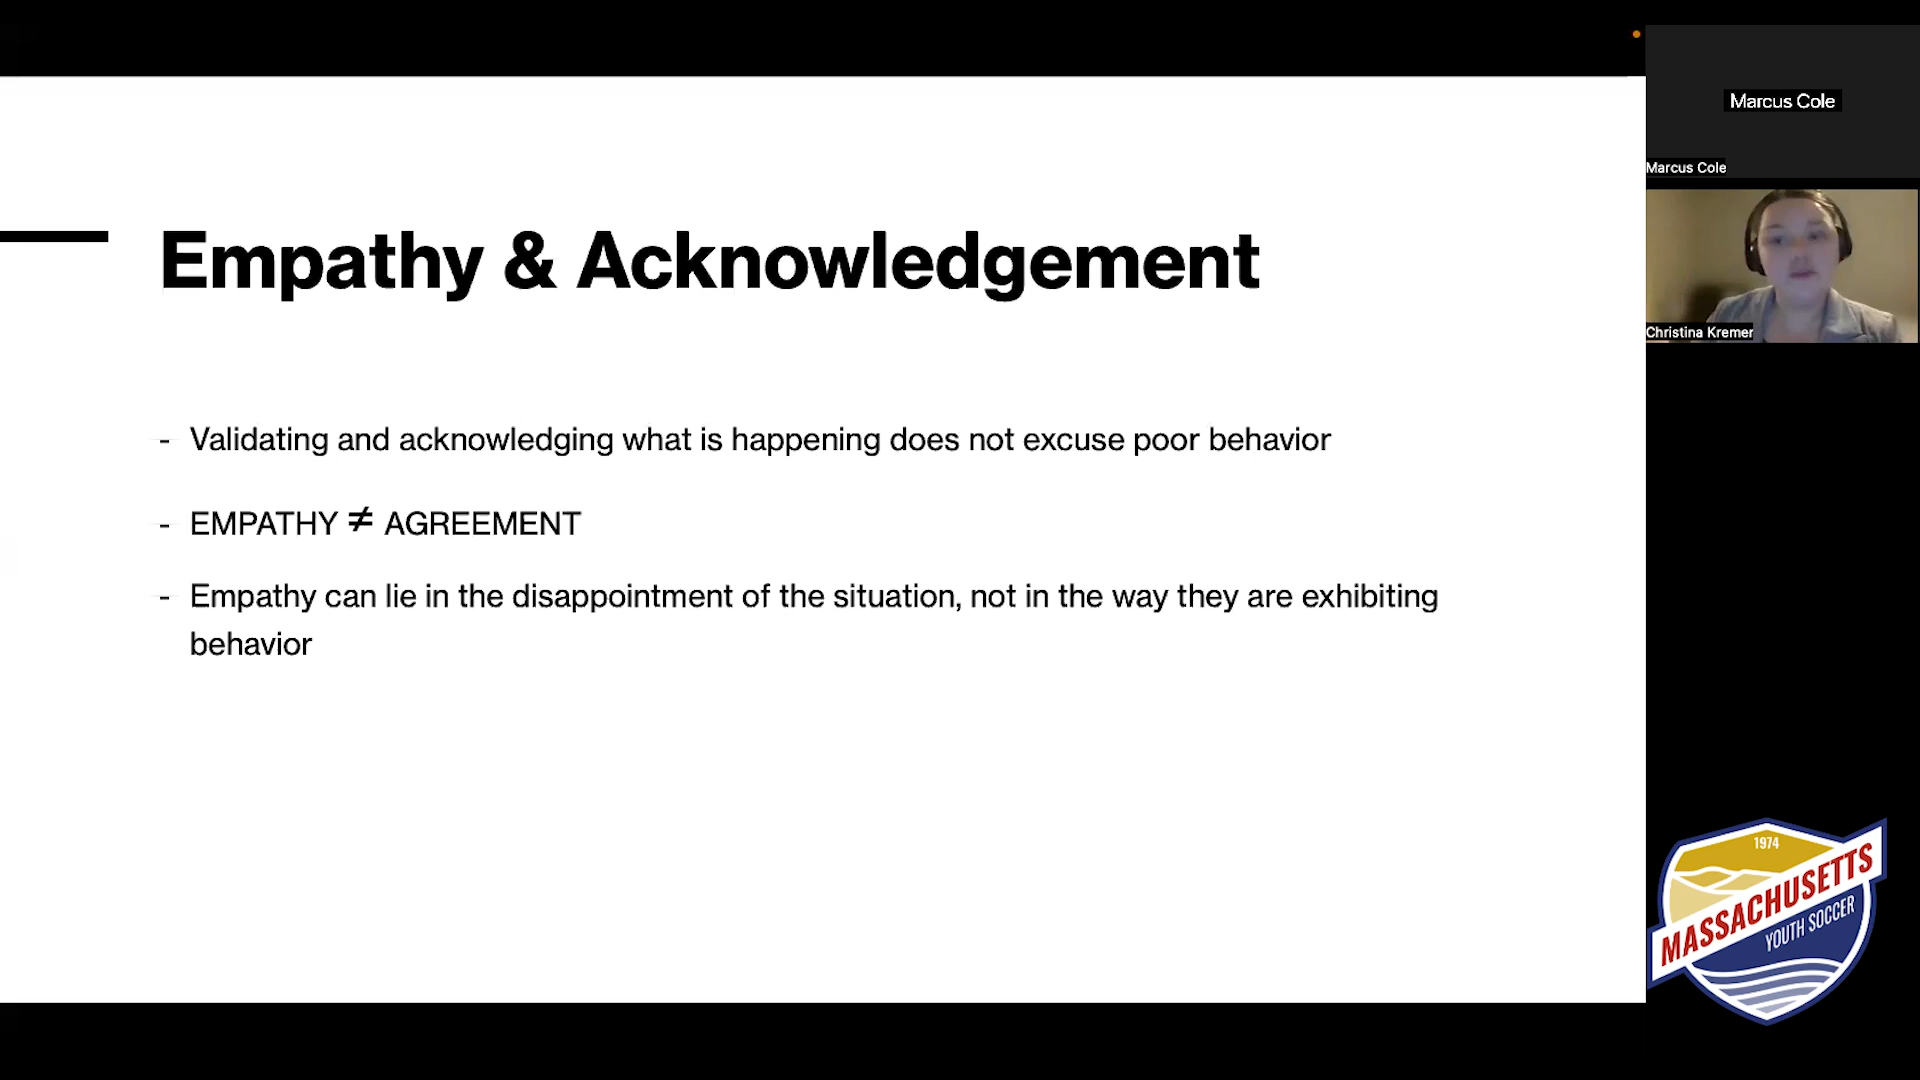 Empathy & Acknowledgement
- Validating and acknowledging what is happening does not excuse poor behavior
- EMPATHY ≠ AGREEMENT
- Empathy can lie in the disappointment of the situation, not in the way they are exhibiting
behavior
Marcus Cole
Marcus Cole
Christina Kremer
1974
MASSACHUSETTS
YOUTH SOCCER